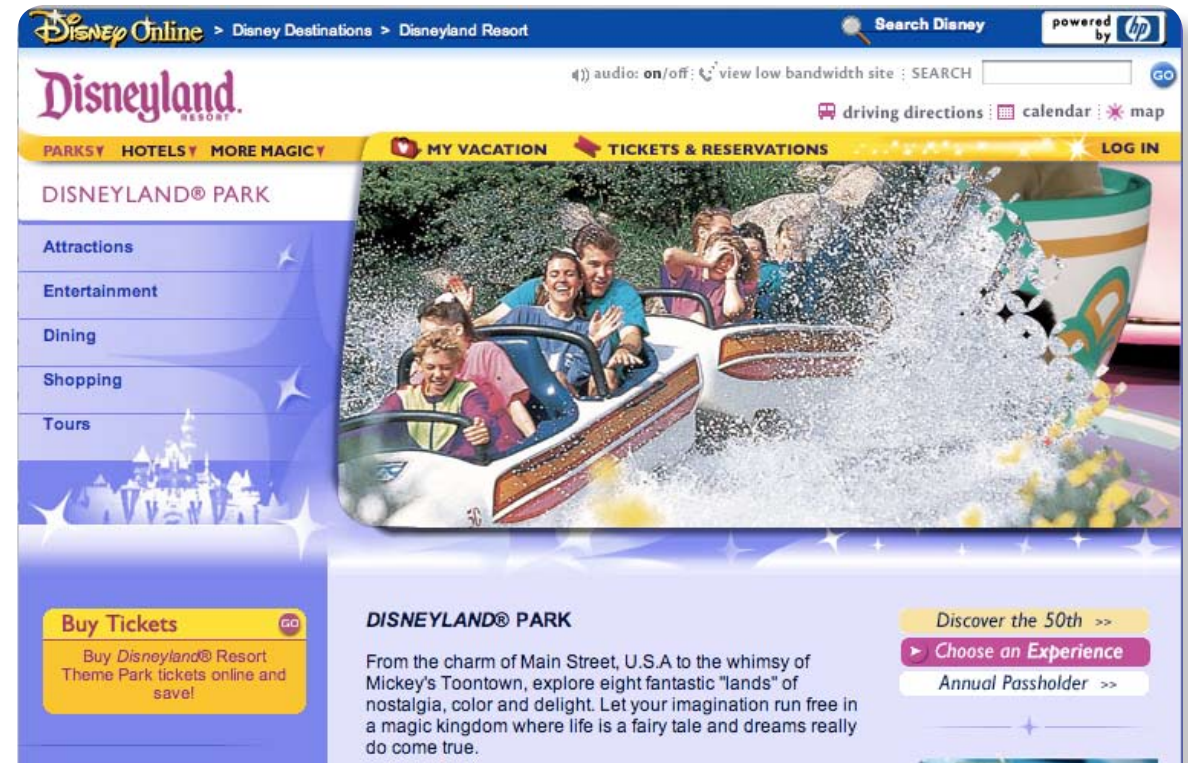 Disney Online > Disney Destinations > Disneyland Resort
Search Disney
powered by hp
Disneyland
RESORT
audio: on/off view low bandwidth site SEARCH GO
driving directions calendar map
PARKS HOTELS MORE MAGIC MY VACATION TICKETS & RESERVATIONS LOG IN
DISNEYLAND® PARK
Attractions
Entertainment
Dining
Shopping
Tours
Buy Tickets GO
Buy Disneyland® Resort
Theme Park tickets online and
save!
DISNEYLAND® PARK
From the charm of Main Street, U.S.A to the whimsy of
Mickey's Toontown, explore eight fantastic "lands" of
nostalgia, color and delight. Let your imagination run free in
a magic kingdom where life is a fairy tale and dreams really
do come true.
Discover the 50th >>
Choose an Experience
Annual Passholder >>